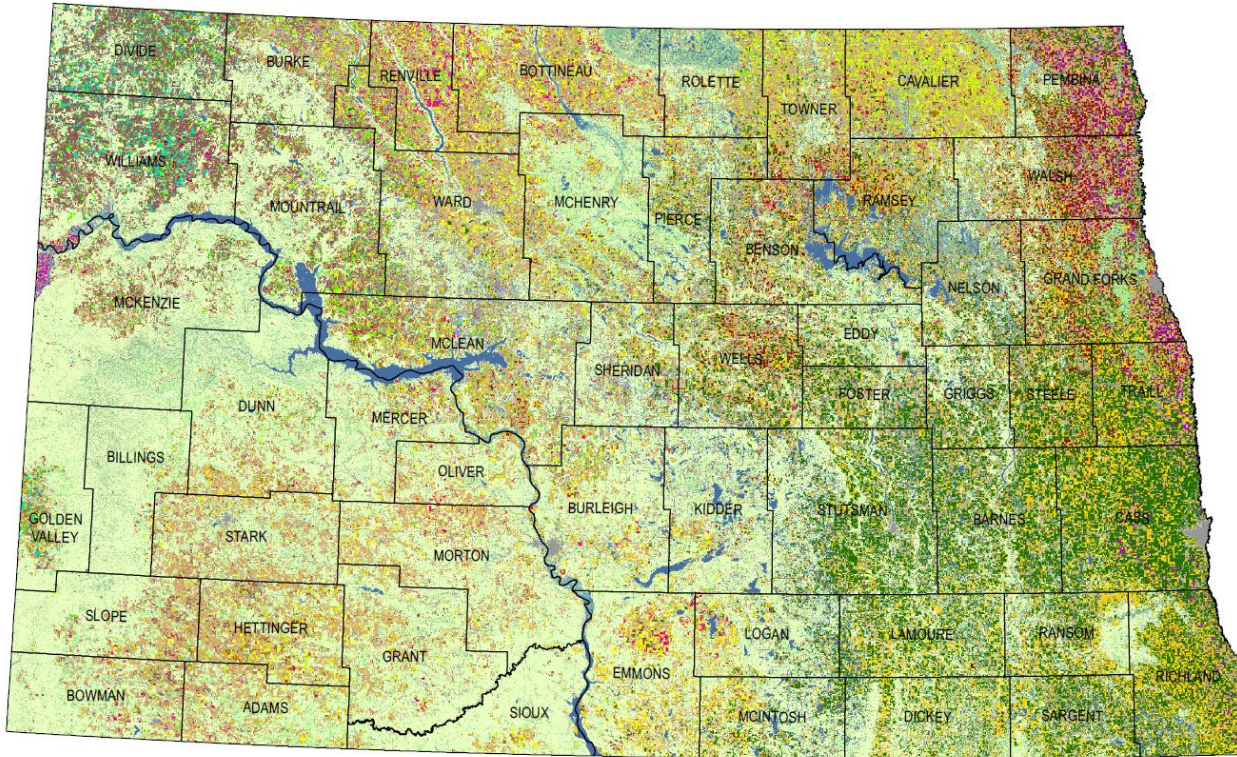 DIVIDE
BURKE
RENVILLE
BOTTINEAU
ROLETTE
TOWNER
CAVALIER
PEMBINA
WILLIAMS
MOUNTRAIL
WARD
MCHENRY
PIERCE
BENSON
RAMSEY
WALSH
MCKENZIE
NELSON
GRAND FORKS
MCLEAN
SHERIDAN
WELLS
EDDY
FOSTER
GRIGGS
STEELE
TRAILL
DUNN
MERCER
BILLINGS
OLIVER
GOLDEN
VALLEY
STARK
MORTON
BURLEIGH
KIDDER
STUTSMAN
BARNES
CASS
SLOPE
HETTINGER
GRANT
EMMONS
LOGAN
LAMOURE
RANSOM
RICHLAND
BOWMAN
ADAMS
SIOUX
MCINTOSH
DICKEY
SARGENT